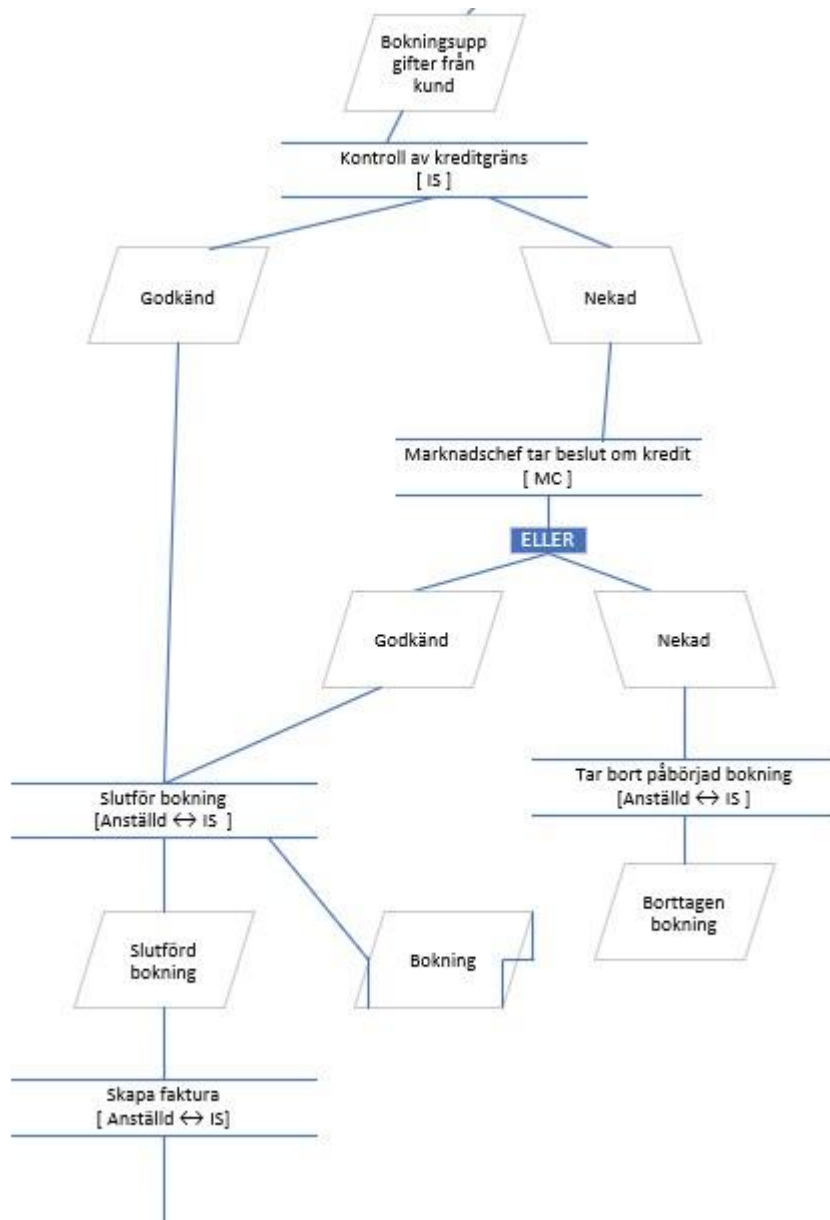 Bokningsupp
gifter från
kund
Kontroll av kreditgräns
[ IS ]
Godkänd
Nekad
Marknadschef tar beslut om kredit
[ MC ]
ELLER
Godkänd
Nekad
Tar bort påbörjad bokning
[Anställd ↔ IS ]
Slutför bokning
[Anställd ↔ IS ]
Borttagen
bokning
Slutförd
bokning
Bokning
Skapa faktura
[ Anställd ↔ IS]